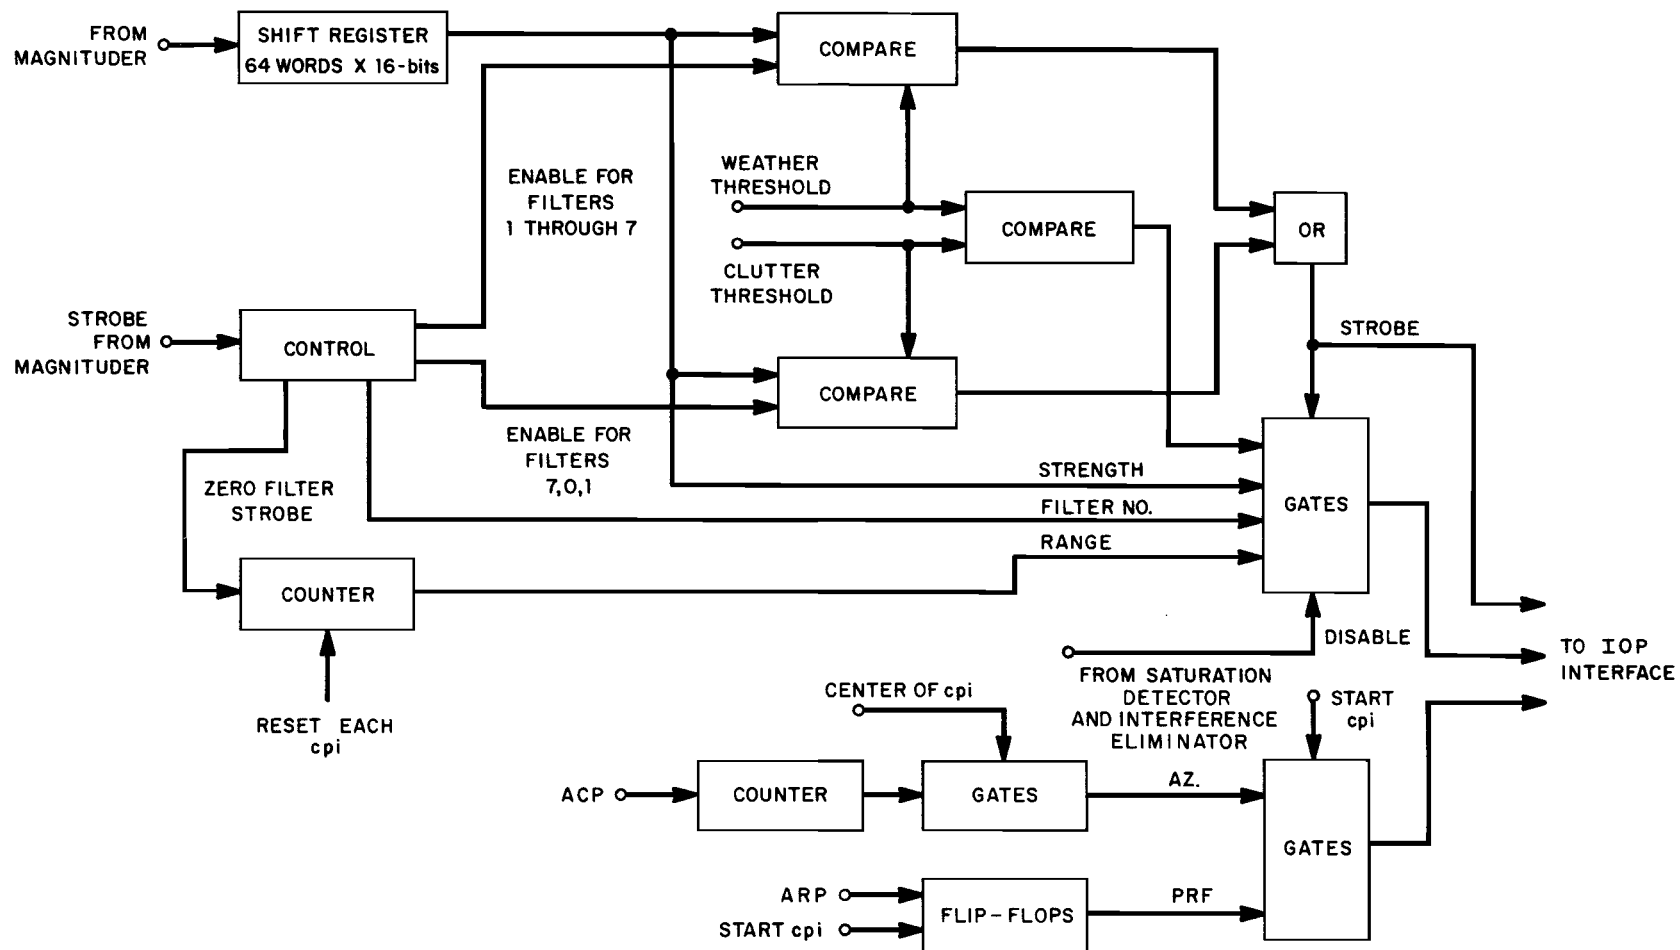 FROM
MAGNITUDER
SHIFT REGISTER
64 WORDS X 16-bits
COMPARE
ENABLE FOR
FILTERS
1 THROUGH 7
WEATHER
THRESHOLD
COMPARE
OR
CLUTTER
THRESHOLD
STROBE
FROM
MAGNITUDER
CONTROL
STROBE
COMPARE
ENABLE FOR
FILTERS
7,0,1
ZERO FILTER
STROBE
STRENGTH
FILTER NO.
RANGE
GATES
COUNTER
RESET EACH
cpi
DISABLE
FROM SATURATION
DETECTOR
AND INTERFERENCE
ELIMINATOR
TO IOP
INTERFACE
CENTER OF cpi
START
cpi
ACP
COUNTER
GATES
AZ.
GATES
ARP
START cpi
FLIP-FLOPS
PRF